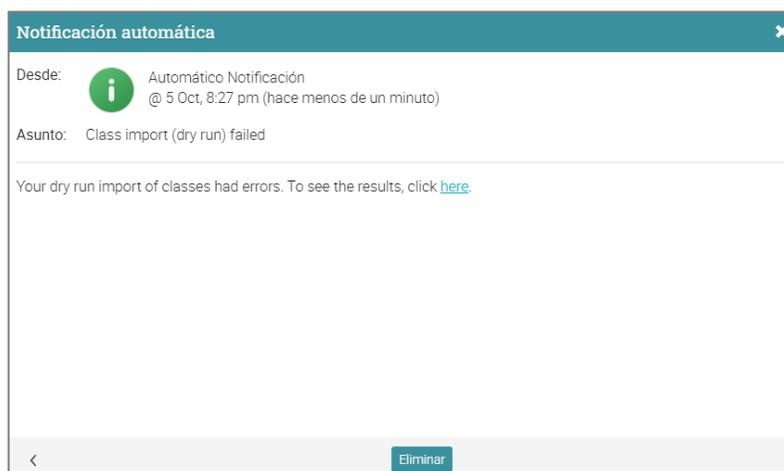 Notificación automática
Desde:
Automático Notificación
@ 5 Oct, 8:27 pm (hace menos de un minuto)
Asunto: Class import (dry run) failed
Your dry run import of classes had errors. To see the results, click here.
Eliminar